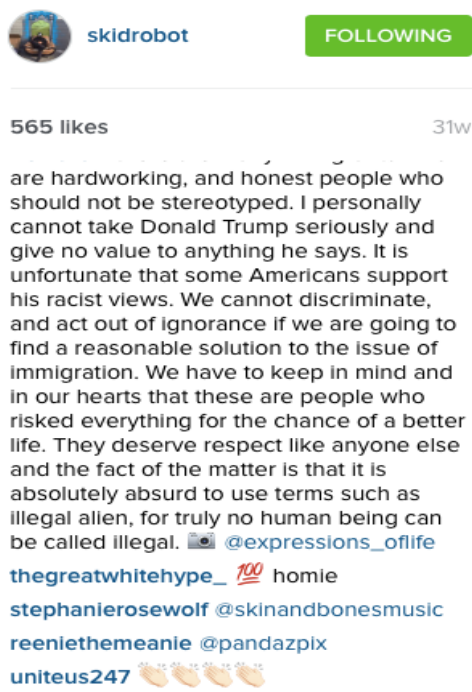 skidrobot
FOLLOWING
565 likes
31w
are hardworking, and honest people who
should not be stereotyped. I personally
cannot take Donald Trump seriously and
give no value to anything he says. It is
unfortunate that some Americans support
his racist views. We cannot discriminate,
and act out of ignorance if we are going to
find a reasonable solution to the issue of
immigration. We have to keep in mind and
in our hearts that these are people who
risked everything for the chance of a better
life. They deserve respect like anyone else
and the fact of the matter is that it is
absolutely absurd to use terms such as
illegal alien, for truly no human being can
be called illegal. 📷 @expressions_oflife
thegreatwhitehype_ 💯 homie
stephanierosewolf @skinandbonesmusic
reeniethemeanie @pandazpix
uniteus247 👏🏻👏🏻👏🏻👏🏻